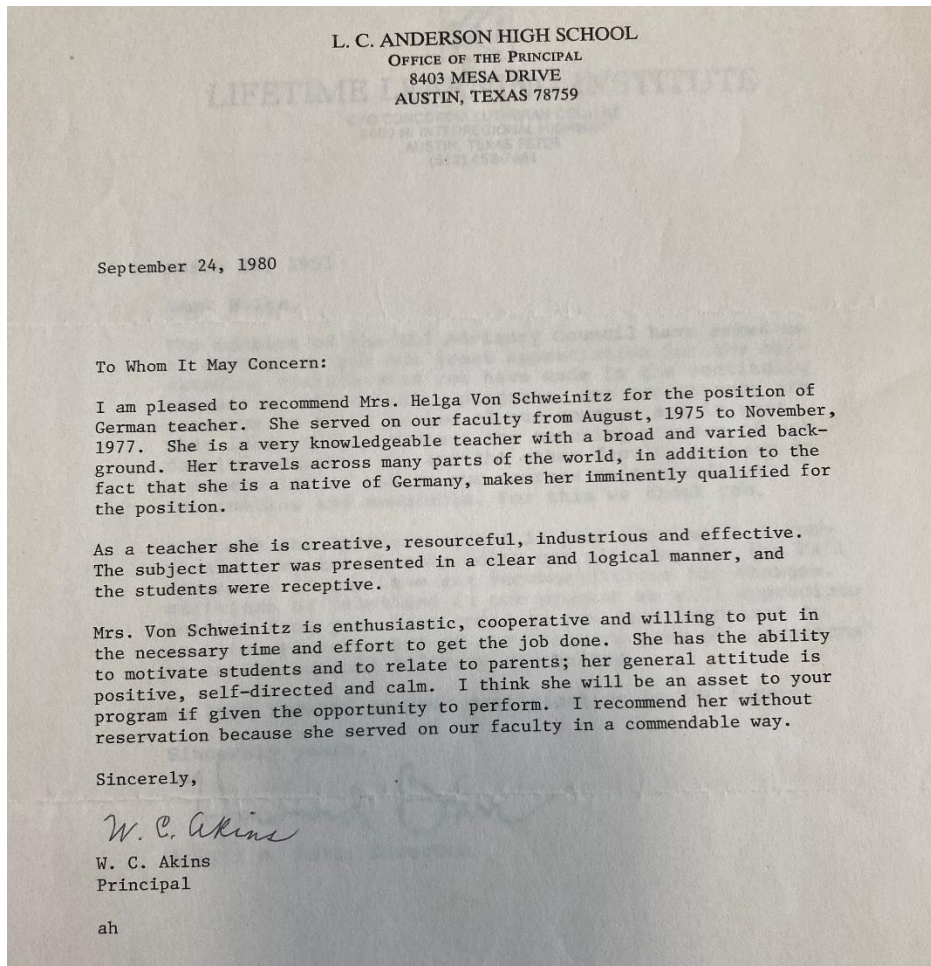 L. C. ANDERSON HIGH SCHOOL
OFFICE OF THE PRINCIPAL
8403 MESA DRIVE
AUSTIN, TEXAS 78759
September 24, 1980
To Whom It May Concern:
I am pleased to recommend Mrs. Helga Von Schweinitz for the position of
German teacher. She served on our faculty from August, 1975 to November,
1977. She is a very knowledgeable teacher with a broad and varied back-
ground. Her travels across many parts of the world, in addition to the
fact that she is a native of Germany, makes her imminently qualified for
the position.
As a teacher she is creative, resourceful, industrious and effective.
The subject matter was presented in a clear and logical manner, and
the students were receptive.
Mrs. Von Schweinitz is enthusiastic, cooperative and willing to put in
the necessary time and effort to get the job done. She has the ability
to motivate students and to relate to parents; her general attitude is
positive, self-directed and calm. I think she will be an asset to your
program if given the opportunity to perform. I recommend her without
reservation because she served on our faculty in a commendable way.
Sincerely,
W. C. Akins
W. C. Akins
Principal
ah